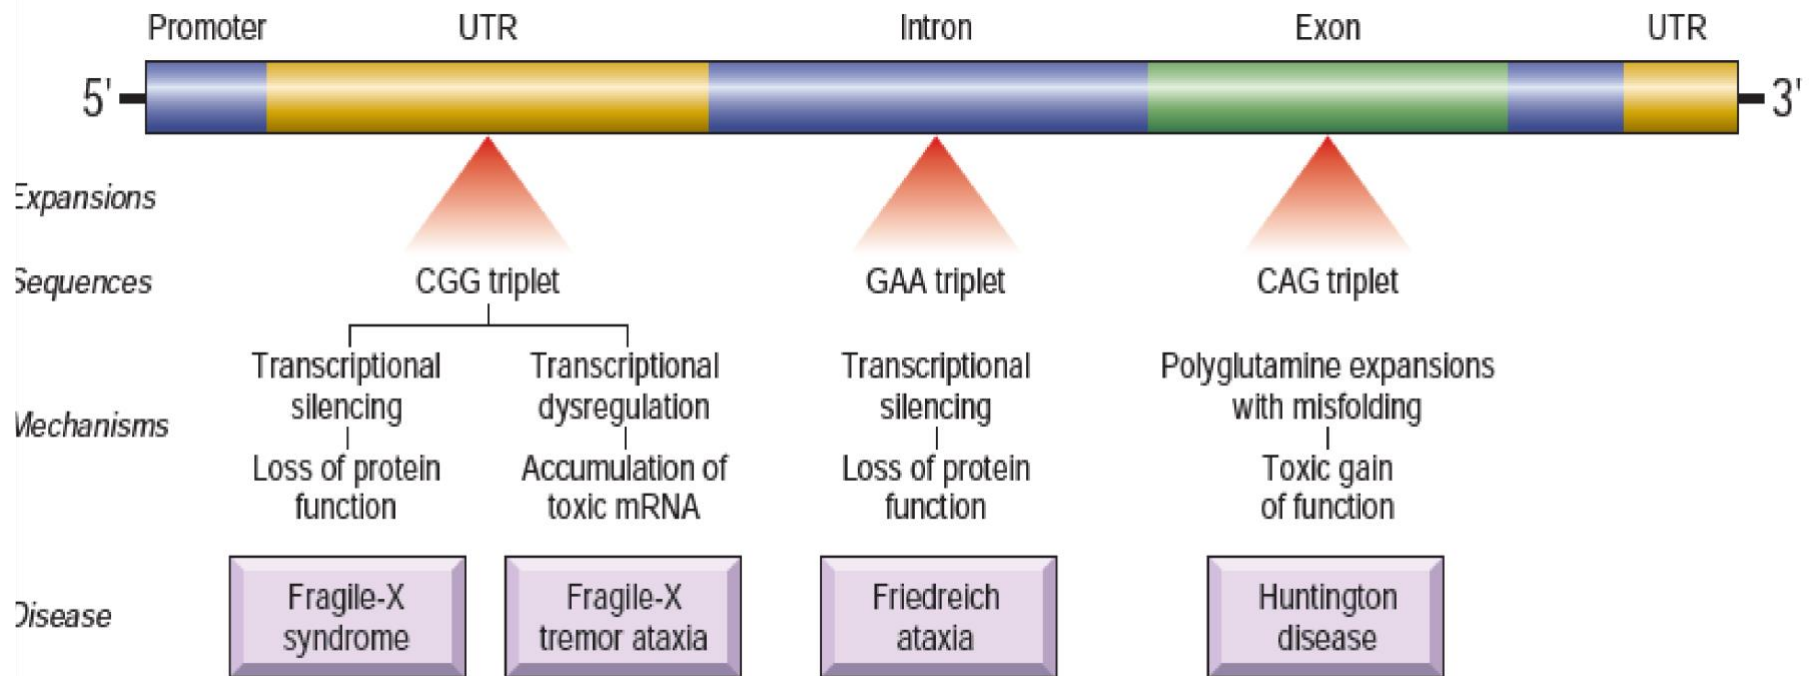 Promoter UTR Intron Exon UTR
5' 3'
Expansions
Sequences CGG triplet GAA triplet CAG triplet
Transcriptional Transcriptional Transcriptional Polyglutamine expansions
silencing dysregulation silencing with misfolding
Mechanisms
Loss of protein Accumulation of Loss of protein Toxic gain
function toxic mRNA function of function
Fragile-X Fragile-X Friedreich Huntington
Disease
syndrome tremor ataxia ataxia disease